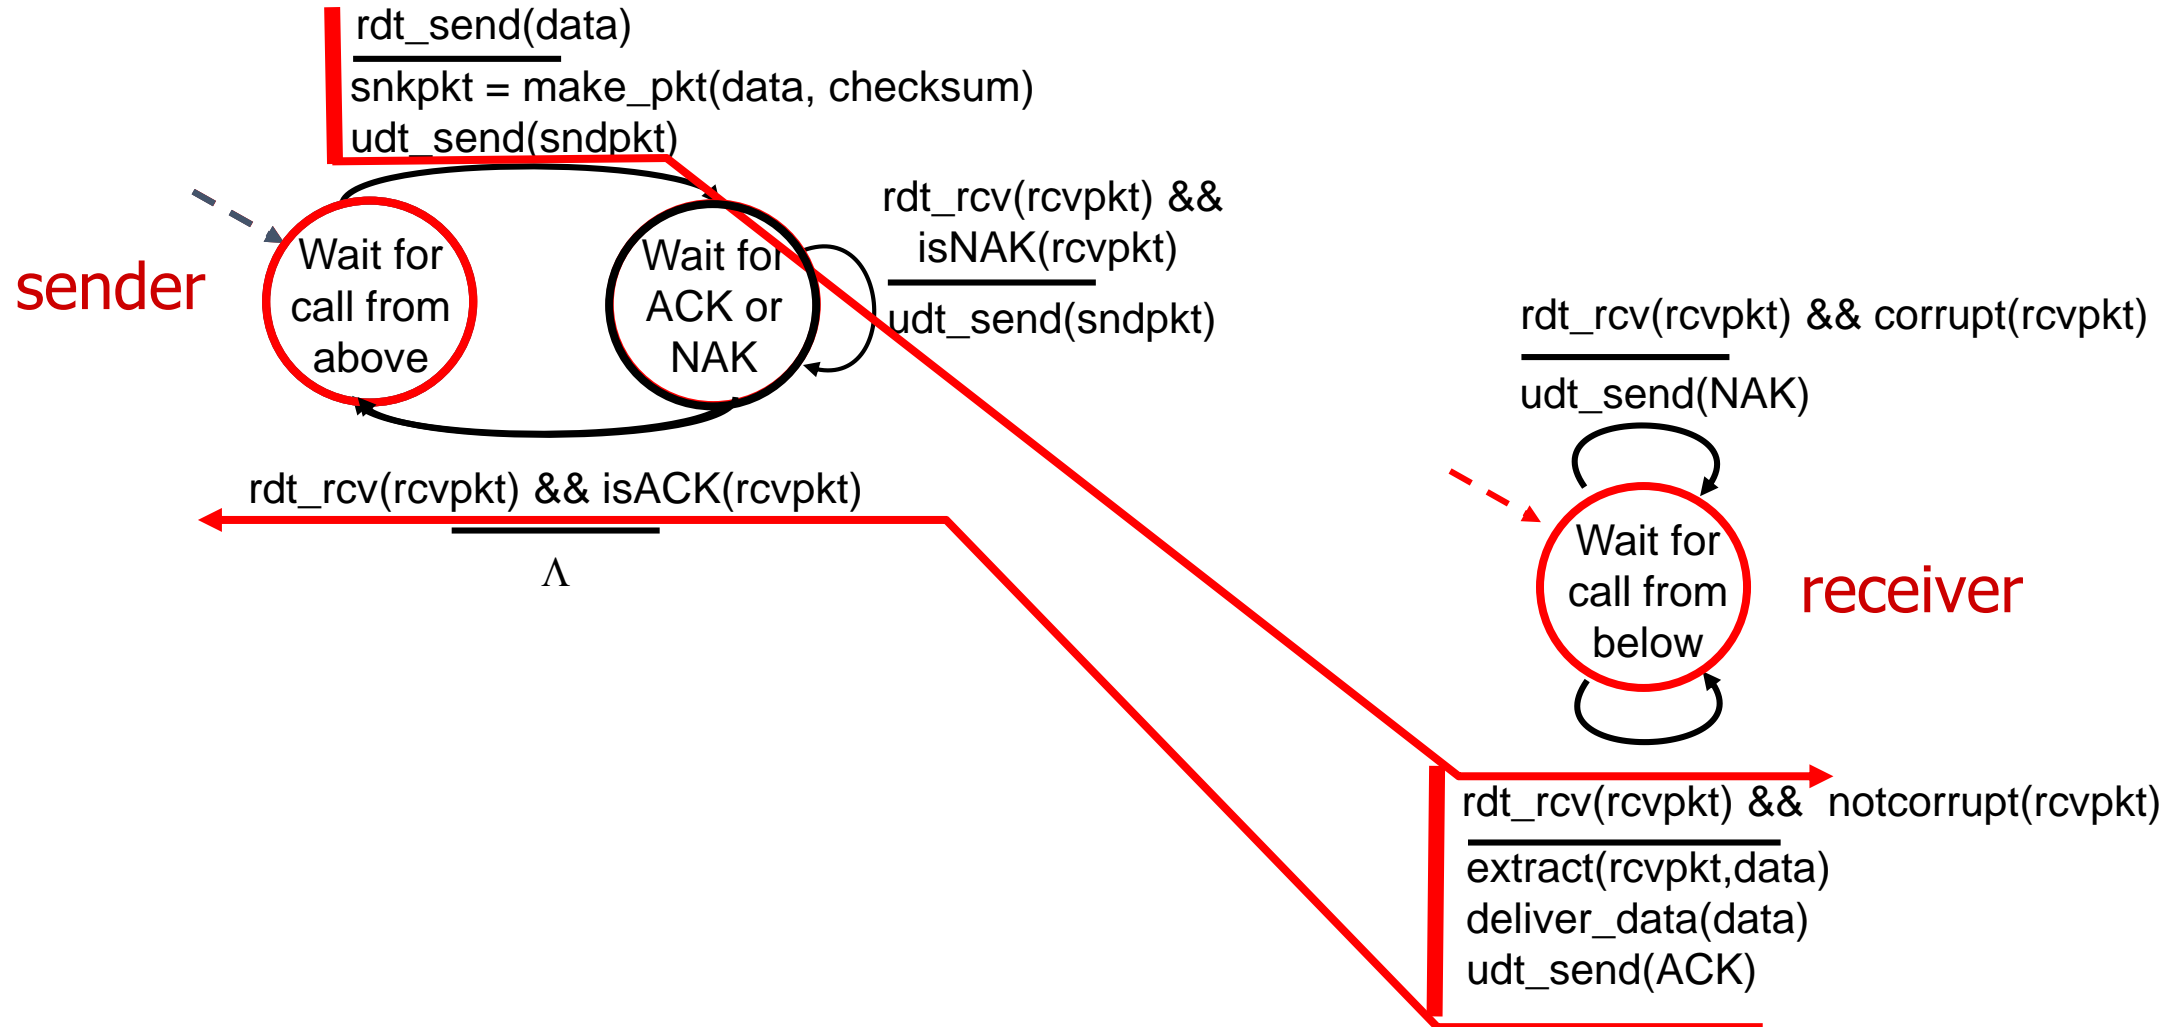 rdt_send(data)
snkpkt = make_pkt(data, checksum)
udt_send(sndpkt)
sender
Wait for
call from
above
Wait for
ACK or
NAK
rdt_rcv(rcvpkt) &&
isNAK(rcvpkt)
udt_send(sndpkt)
rdt_rcv(rcvpkt) && isACK(rcvpkt)
Λ
rdt_rcv(rcvpkt) && corrupt(rcvpkt)
udt_send(NAK)
Wait for
call from
below
receiver
rdt_rcv(rcvpkt) && notcorrupt(rcvpkt)
extract(rcvpkt,data)
deliver_data(data)
udt_send(ACK)